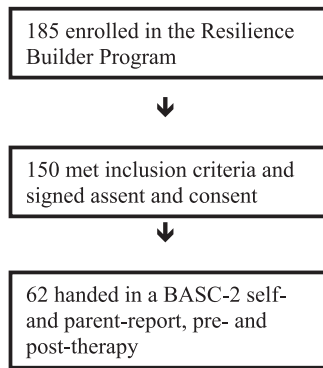 185 enrolled in the Resilience
Builder Program
150 met inclusion criteria and
signed assent and consent
62 handed in a BASC-2 self-
and parent-report, pre- and
post-therapy